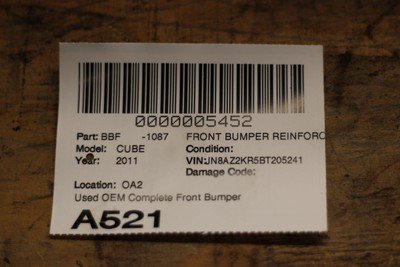 0000005452
Part: BBF -1087 FRONT BUMPER REINFORC
Model: CUBE Condition:
Year: 2011 VIN:JN8AZ2KR5BT205241
Damage Code:
Location: OA2
Used OEM Complete Front Bumper
A521